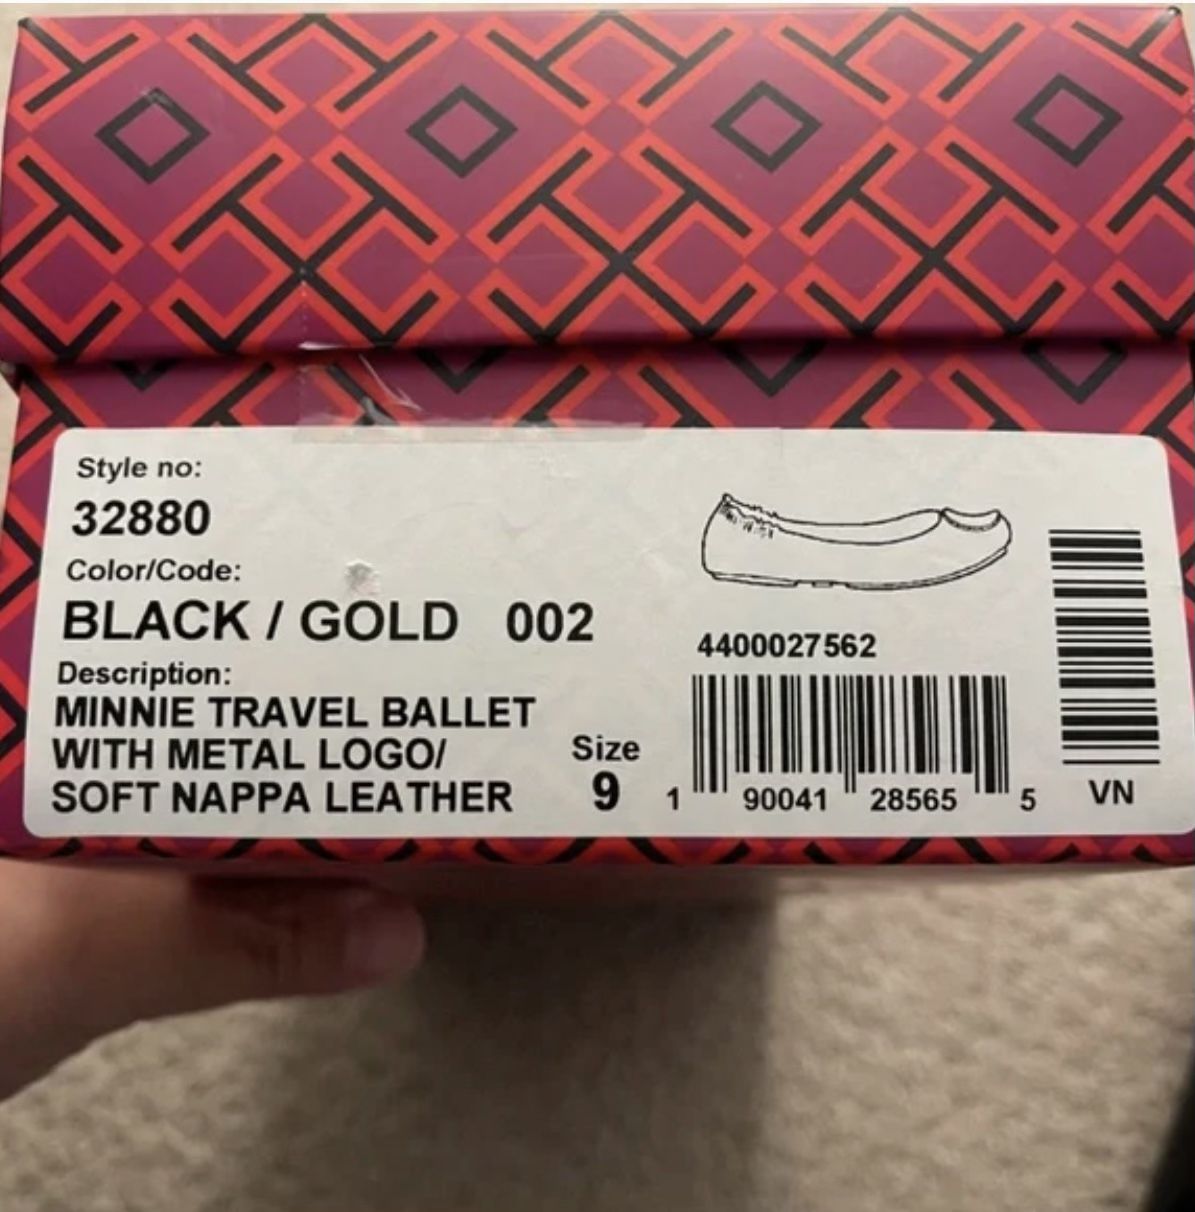 Style no:
32880
Color/Code:
BLACK / GOLD 002
Description:
MINNIE TRAVEL BALLET
WITH METAL LOGO/
SOFT NAPPA LEATHER
Size
9
4400027562
1 90041 28565 5
VN